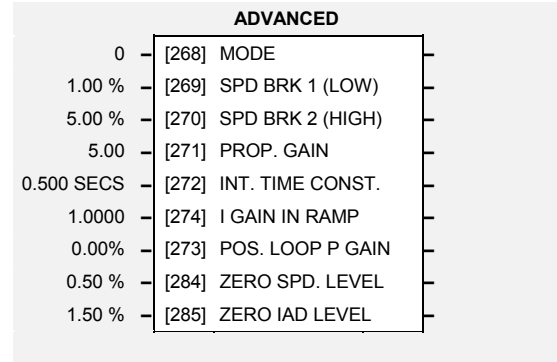 ADVANCED
0 – [268] MODE –
1.00 % – [269] SPD BRK 1 (LOW) –
5.00 % – [270] SPD BRK 2 (HIGH) –
5.00 – [271] PROP. GAIN –
0.500 SECS – [272] INT. TIME CONST. –
1.0000 – [274] I GAIN IN RAMP –
0.00% – [273] POS. LOOP P GAIN –
0.50 % – [284] ZERO SPD. LEVEL –
1.50 % – [285] ZERO IAD LEVEL –